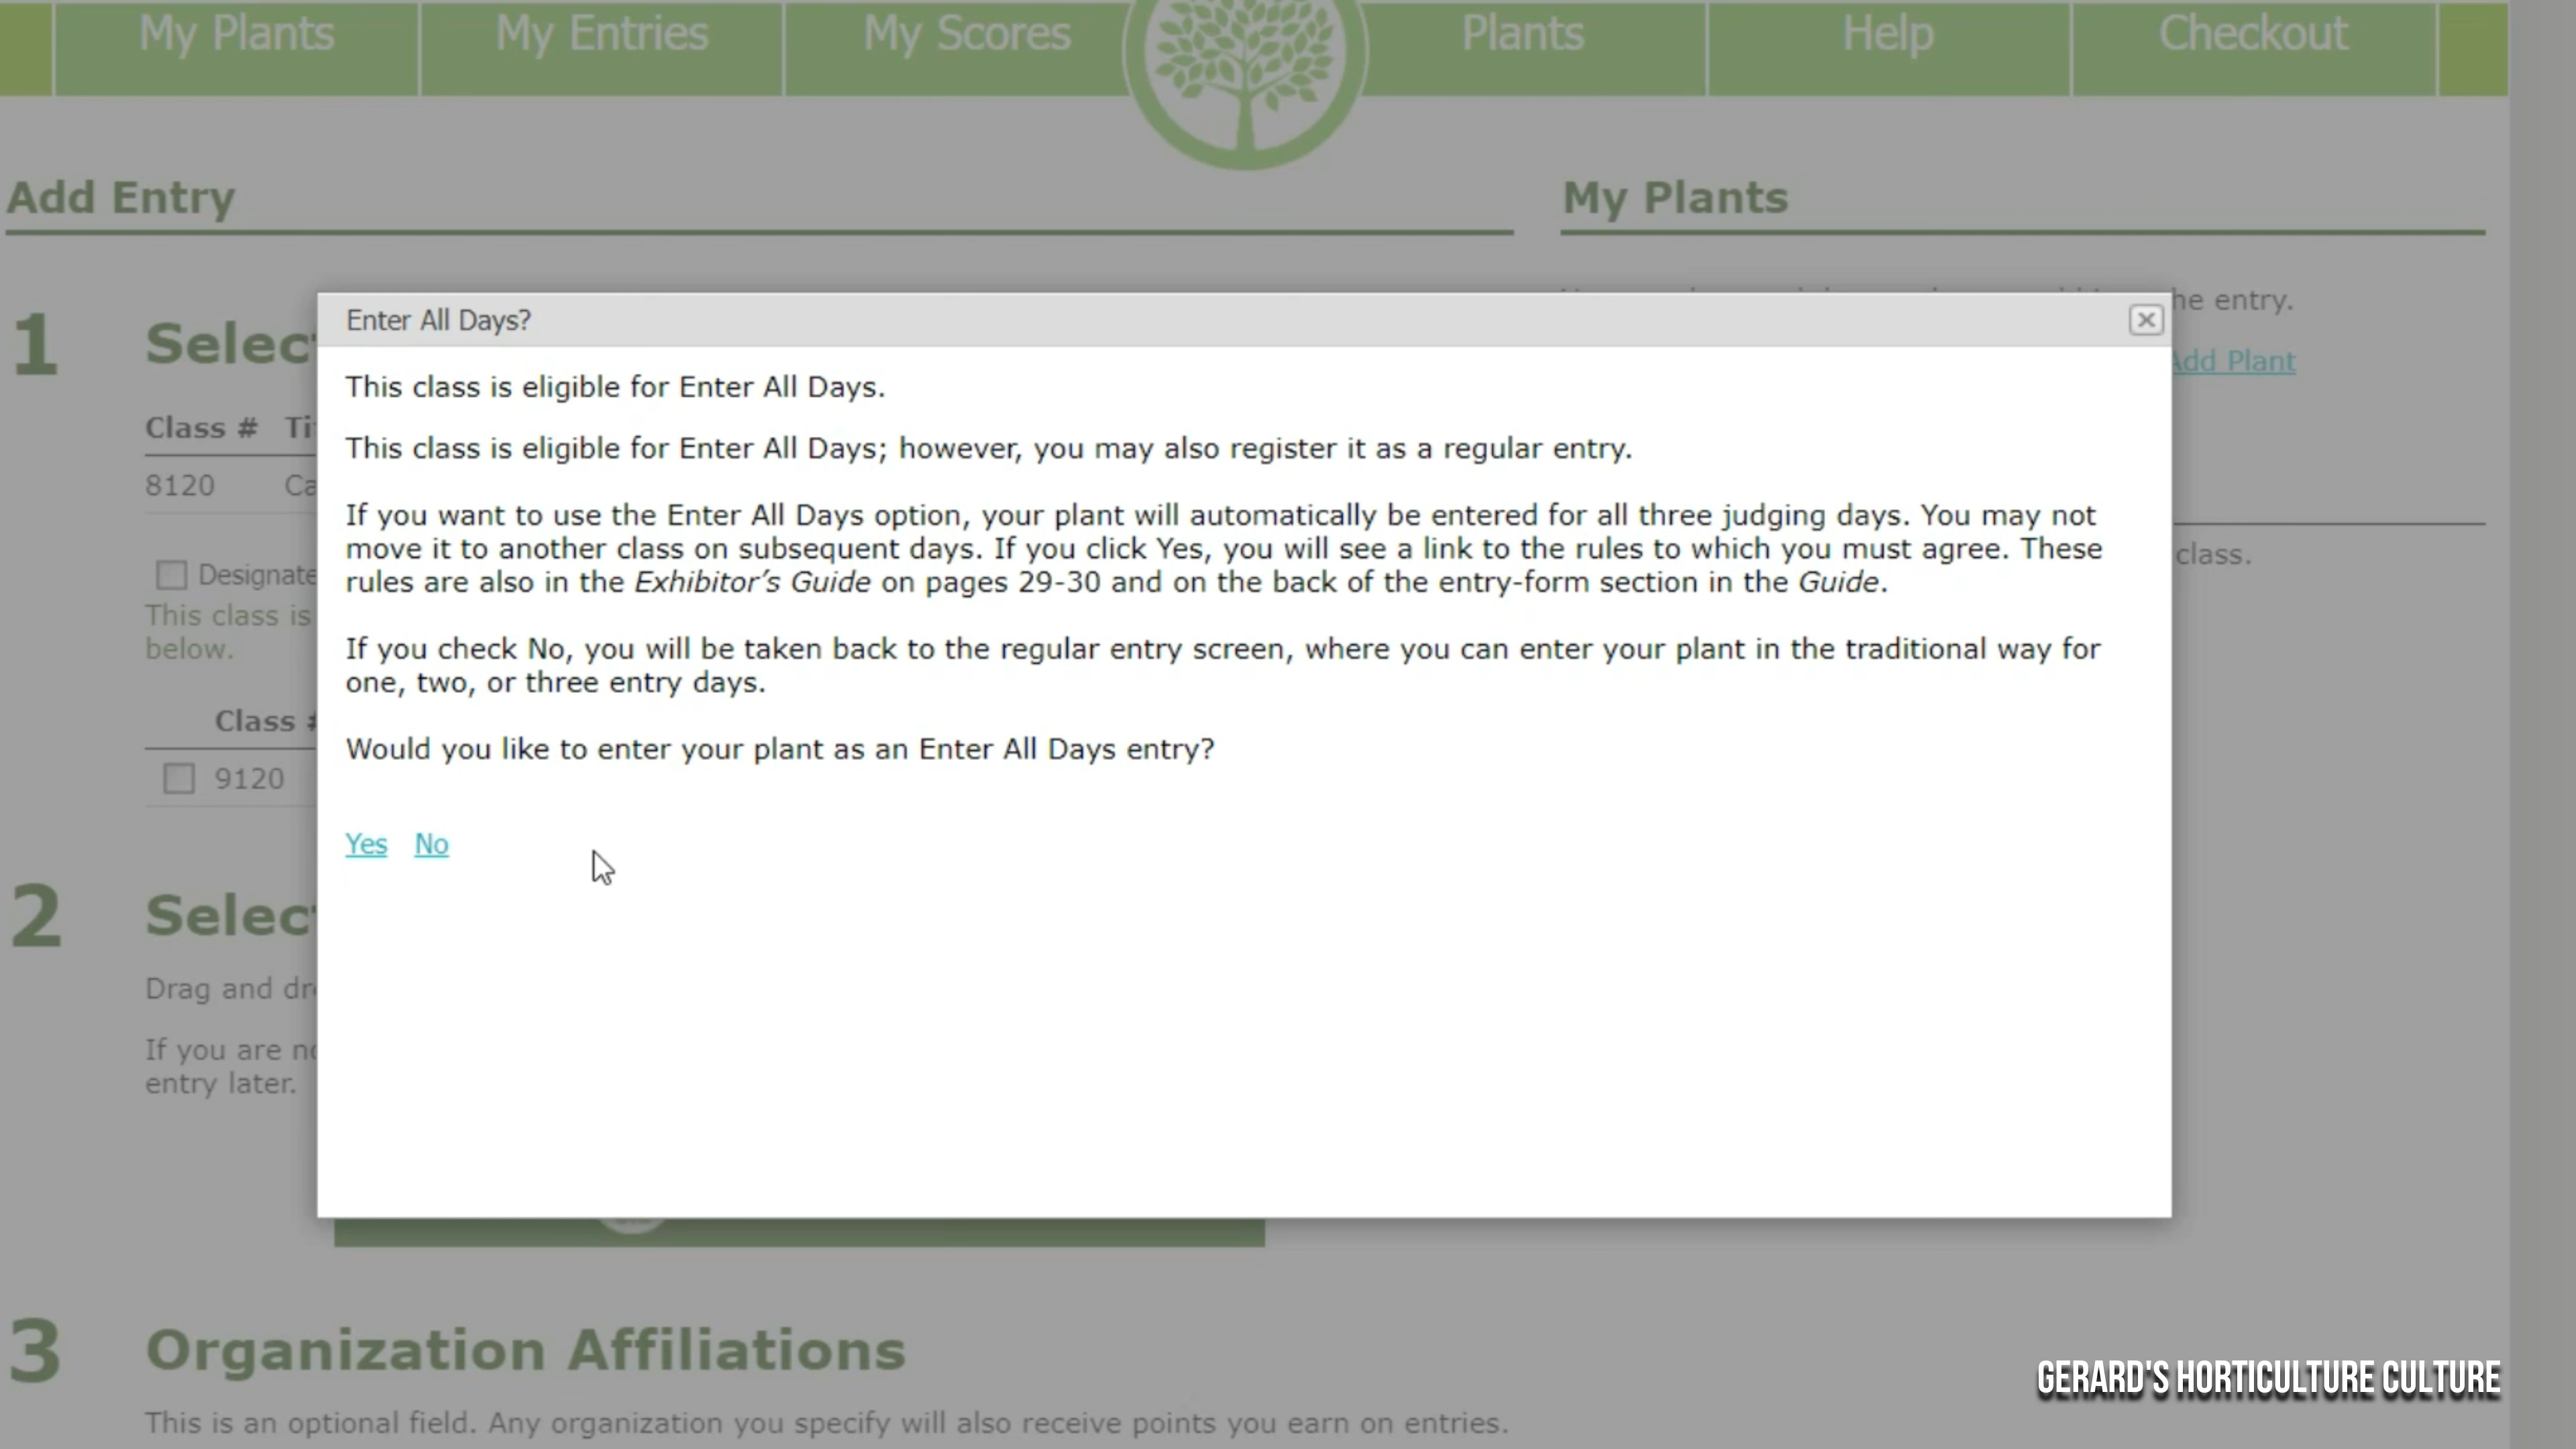 My Plants My Entries My Scores Plants Help Checkout
Add Entry
My Plants
he entry.
Add Plant
class.
1 Select
Class # Ti
8120 Ca
Designate
This class is
below.
Class #
9120
Enter All Days?
This class is eligible for Enter All Days.
This class is eligible for Enter All Days; however, you may also register it as a regular entry.
If you want to use the Enter All Days option, your plant will automatically be entered for all three judging days. You may not
move it to another class on subsequent days. If you click Yes, you will see a link to the rules to which you must agree. These
rules are also in the Exhibitor’s Guide on pages 29-30 and on the back of the entry-form section in the Guide.
If you check No, you will be taken back to the regular entry screen, where you can enter your plant in the traditional way for
one, two, or three entry days.
Would you like to enter your plant as an Enter All Days entry?
Yes No
2 Select
Drag and dr
If you are no
entry later.
3 Organization Affiliations
This is an optional field. Any organization you specify will also receive points you earn on entries.
GERARD'S HORTICULTURE CULTURE